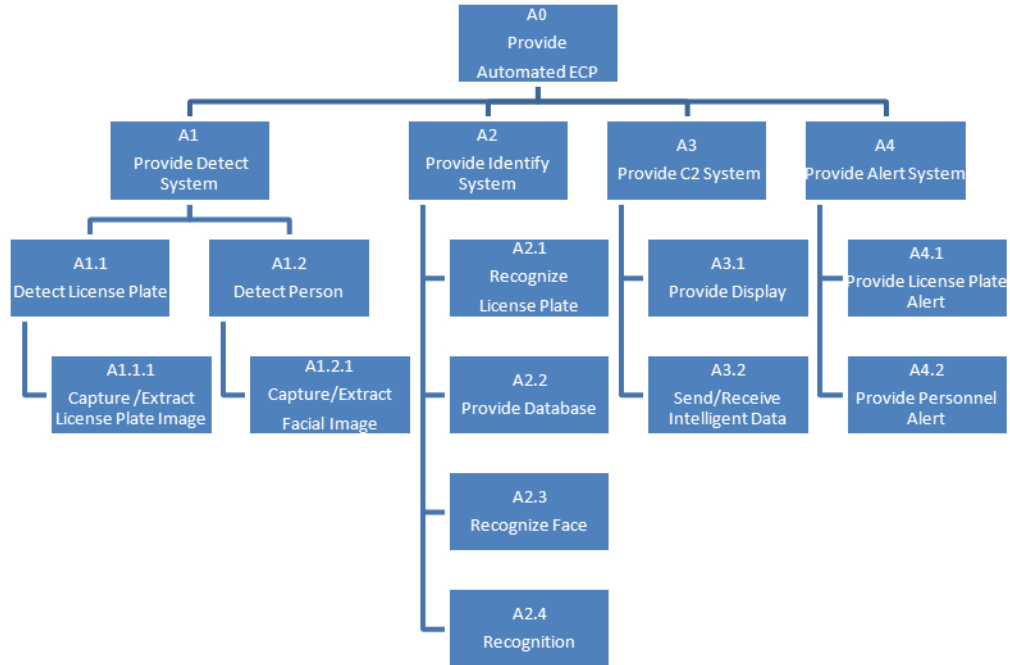 A0
Provide
Automated ECP
A1
Provide Detect
System
A2
Provide Identify
System
A3
Provide C2 System
A4
Provide Alert System
A1.1
Detect License Plate
A1.2
Detect Person
A2.1
Recognize
License Plate
A3.1
Provide Display
A4.1
Provide License Plate
Alert
A1.1.1
Capture /Extract
License Plate Image
A1.2.1
Capture/Extract
Facial Image
A2.2
Provide Database
A3.2
Send/Receive
Intelligent Data
A4.2
Provide Personnel
Alert
A2.3
Recognize Face
A2.4
Recognition